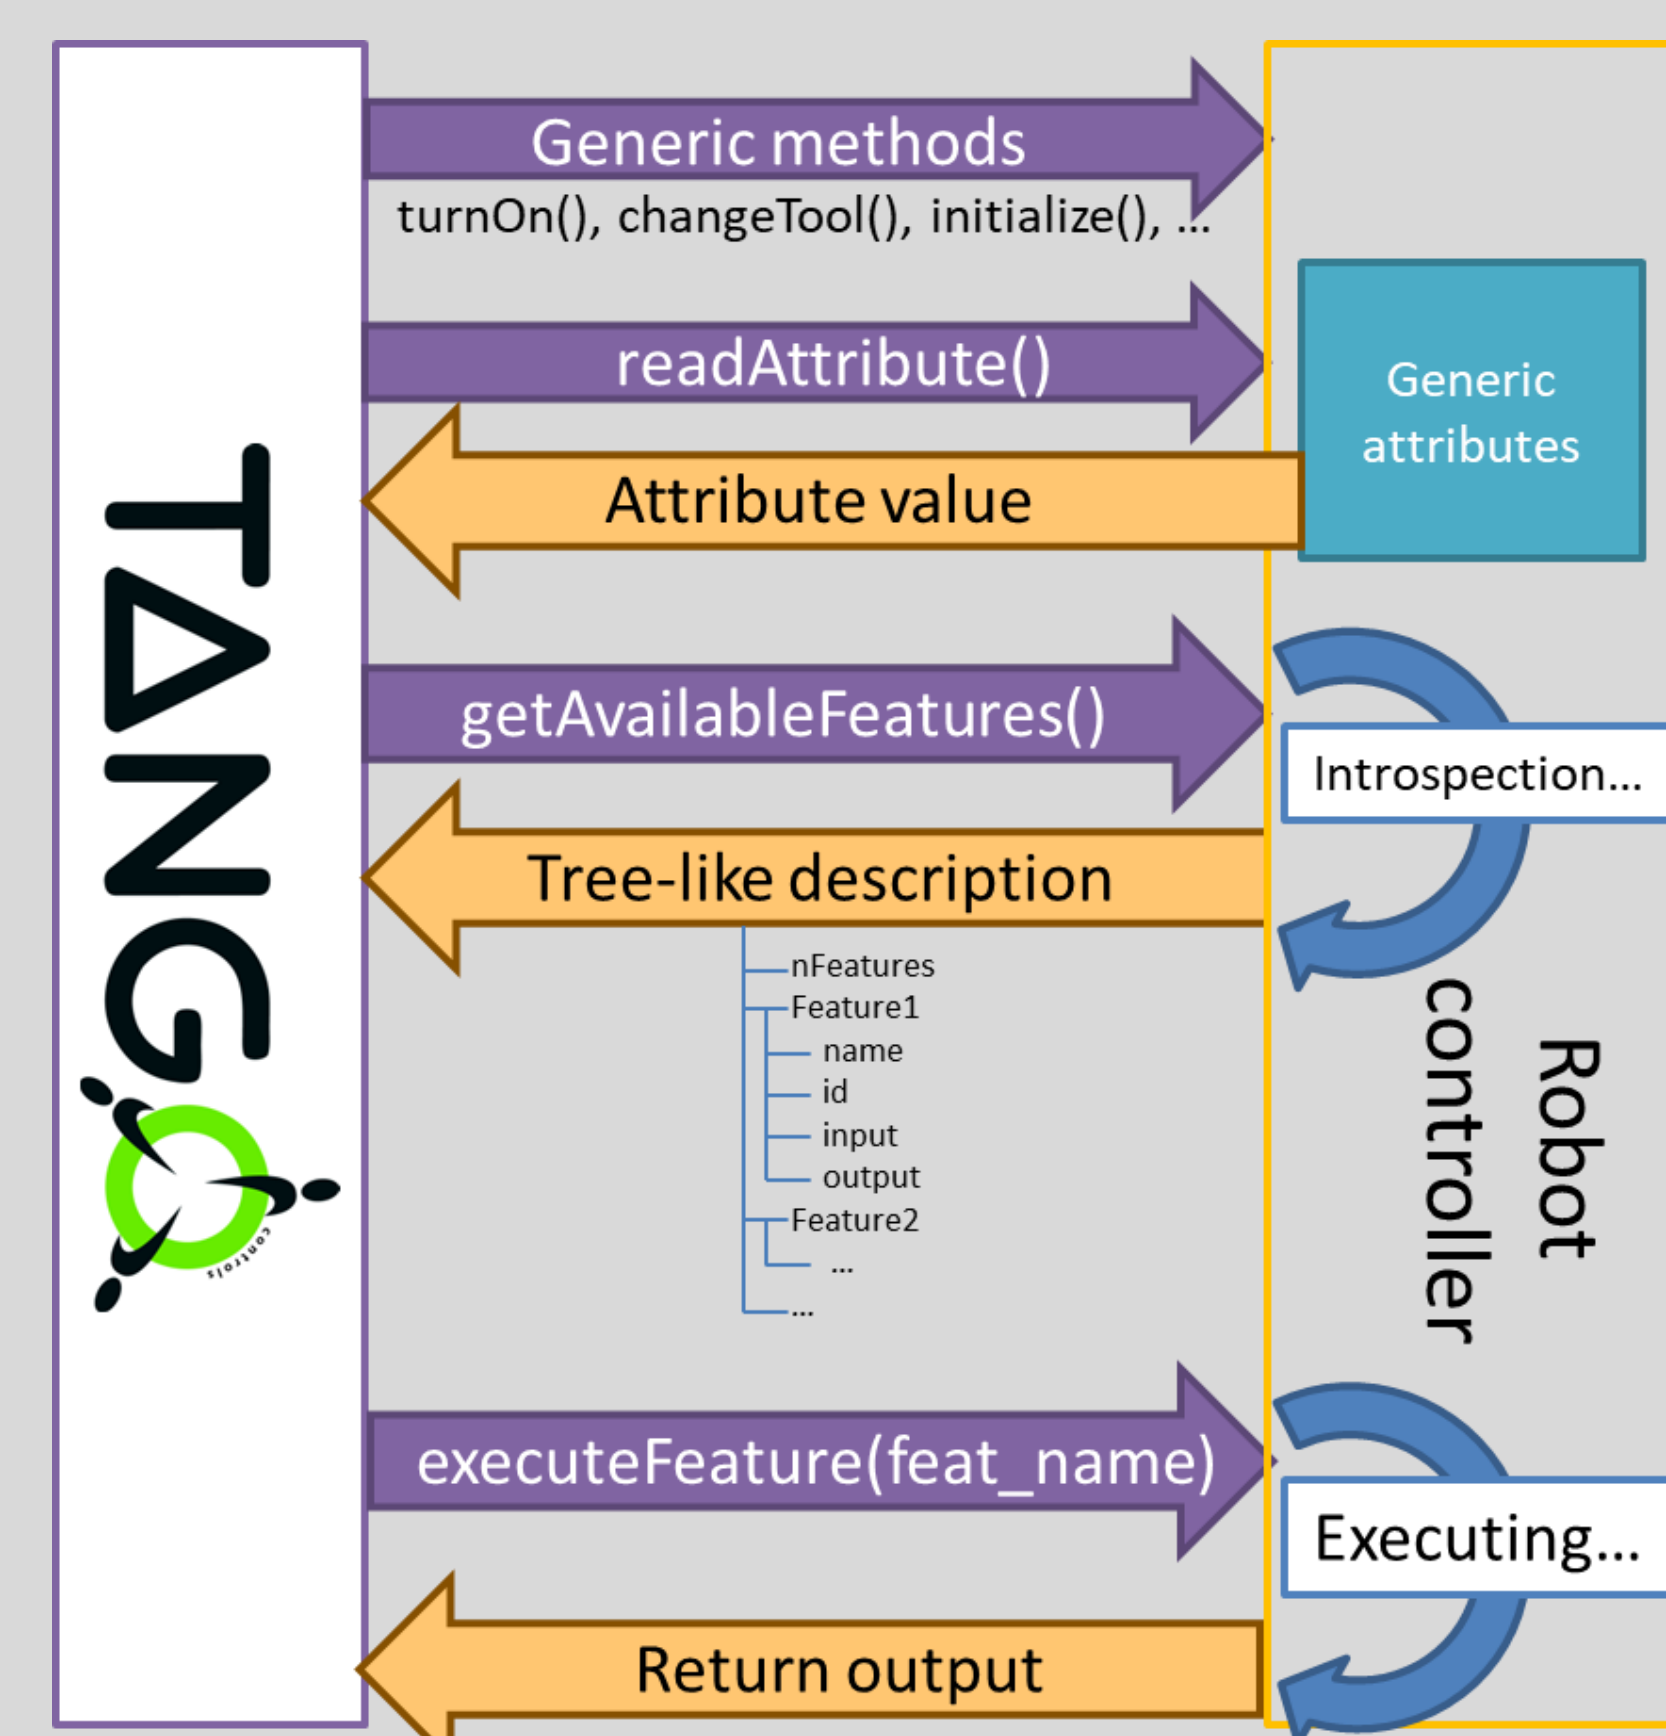 TANGO
controls
Generic methods
turnOn(), changeTool(), initialize(), ...
readAttribute()
Generic
attributes
Attribute value
getAvailableFeatures()
Introspection...
Tree-like description
nFeatures
Feature1
name
id
input
output
Feature2
...
...
Robot
controller
executeFeature(feat_name)
Executing...
Return output